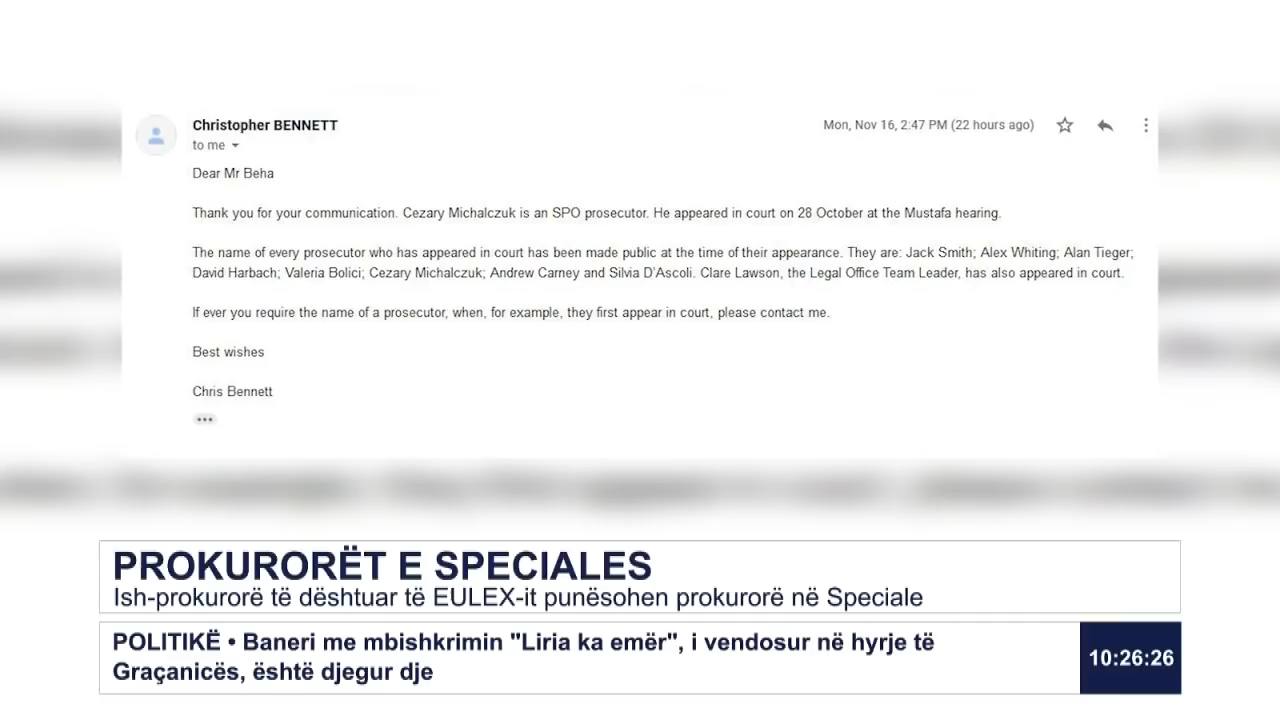 Christopher BENNETT
Mon, Nov 16, 2:47 PM (22 hours ago)
to me
Dear Mr Beha
Thank you for your communication. Cezary Michalczuk is an SPO prosecutor. He appeared in court on 28 October at the Mustafa hearing.
The name of every prosecutor who has appeared in court has been made public at the time of their appearance. They are: Jack Smith; Alex Whiting; Alan Tieger;
David Harbach; Valeria Bolici; Cezary Michalczuk; Andrew Carney and Silvia D'Ascoli. Clare Lawson, the Legal Office Team Leader, has also appeared in court.
If ever you require the name of a prosecutor, when, for example, they first appear in court, please contact me.
Best wishes
Chris Bennett
PROKURORËT E SPECIALES
Ish-prokurorë të dështuar të EULEX-it punësohen prokurorë në Speciale
POLITIKË • Baneri me mbishkrimin "Liria ka emër", i vendosur në hyrje të
Graçanicës, është djegur dje
10:26:26